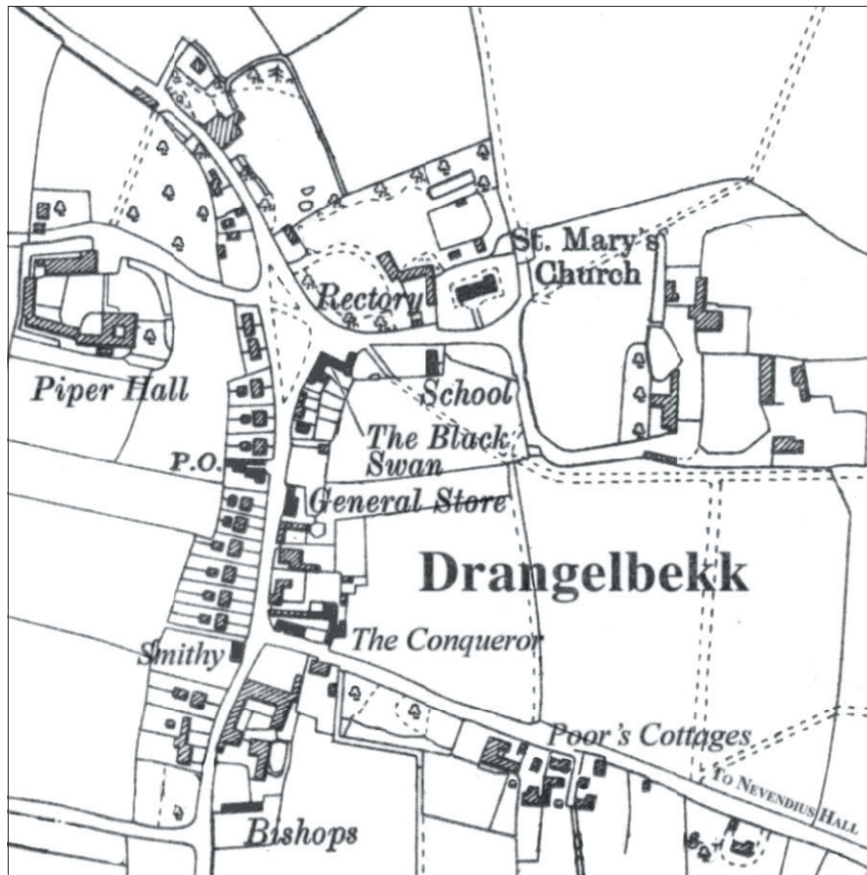 St. Mary's
Church
Rectory
Piper Hall
School
The Black
Swan
P.O.
General Store
Drangelbekk
The Conqueror
Smithy
Poor's Cottages
To Nevendius Hall
Bishops